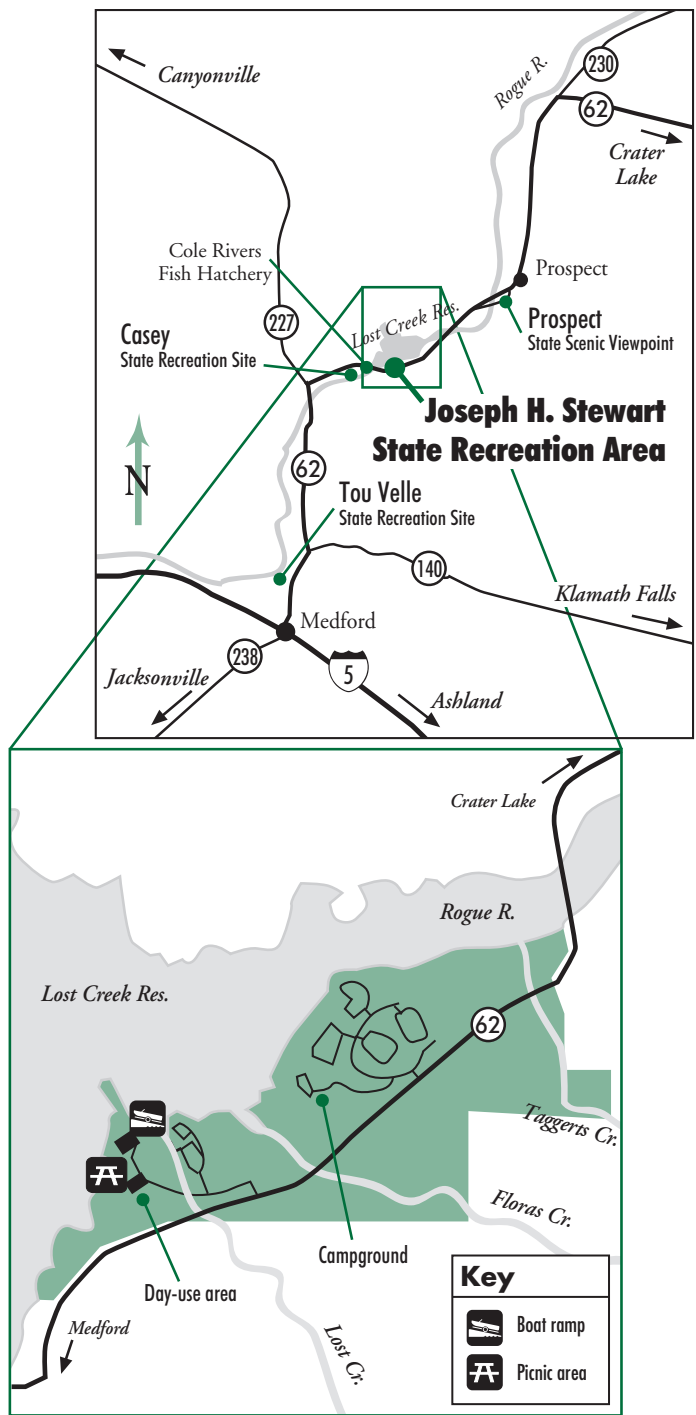 Canyonville
Rogue R.
230
62
Crater
Lake
Cole Rivers
Fish Hatchery
Prospect
227
Lost Creek Res.
Prospect
State Scenic Viewpoint
Casey
State Recreation Site
Joseph H. Stewart
State Recreation Area
N
62
Tou Velle
State Recreation Site
140
Klamath Falls
Medford
238
5
Jacksonville
Ashland
Crater Lake
Rogue R.
Lost Creek Res.
62
Taggerts Cr.
Floras Cr.
Campground
Day-use area
Medford
Lost Cr.
Key
Boat ramp
Picnic area